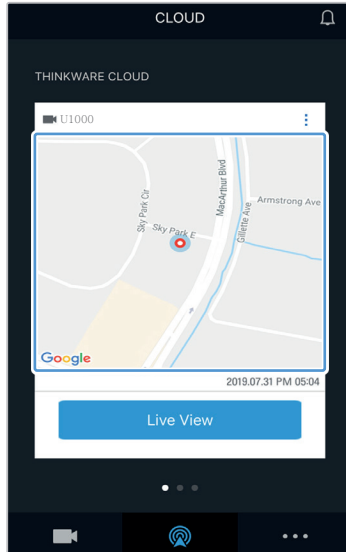 CLOUD
THINKWARE CLOUD
U1000
Sky Park Cir
Sky Park E
MacArthur Blvd
Gillette Ave
Armstrong Ave
Google
2019.07.31 PM 05:04
Live View